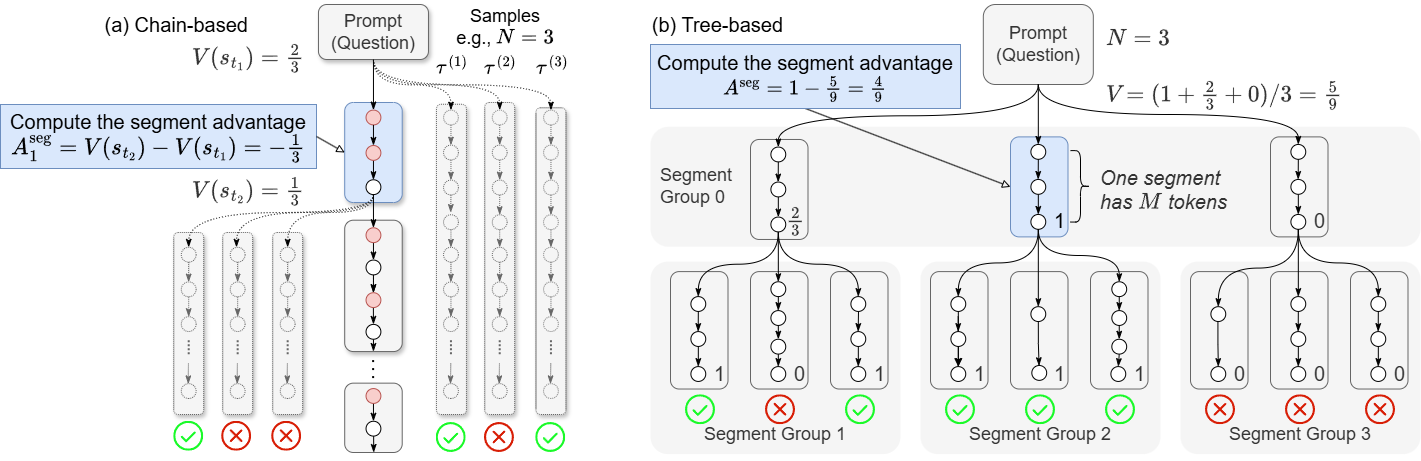 (a) Chain-based
Prompt
(Question)
Samples
e.g., $N = 3$
$V(s_{t_1}) = \frac{2}{3}$
$\tau^{(1)}$ $\tau^{(2)}$ $\tau^{(3)}$
Compute the segment advantage
$A_1^{\text{seg}} = V(s_{t_2}) - V(s_{t_1}) = -\frac{1}{3}$
$V(s_{t_2}) = \frac{1}{3}$
(b) Tree-based
Prompt
(Question)
$N = 3$
Compute the segment advantage
$A^{\text{seg}} = 1 - \frac{5}{9} = \frac{4}{9}$
$V = (1 + \frac{2}{3} + 0)/3 = \frac{5}{9}$
Segment
Group 0
One segment
has $M$ tokens
$\frac{2}{3}$ 1 0
1 0 1 1 1 1 0 0 0
Segment Group 1
Segment Group 2
Segment Group 3